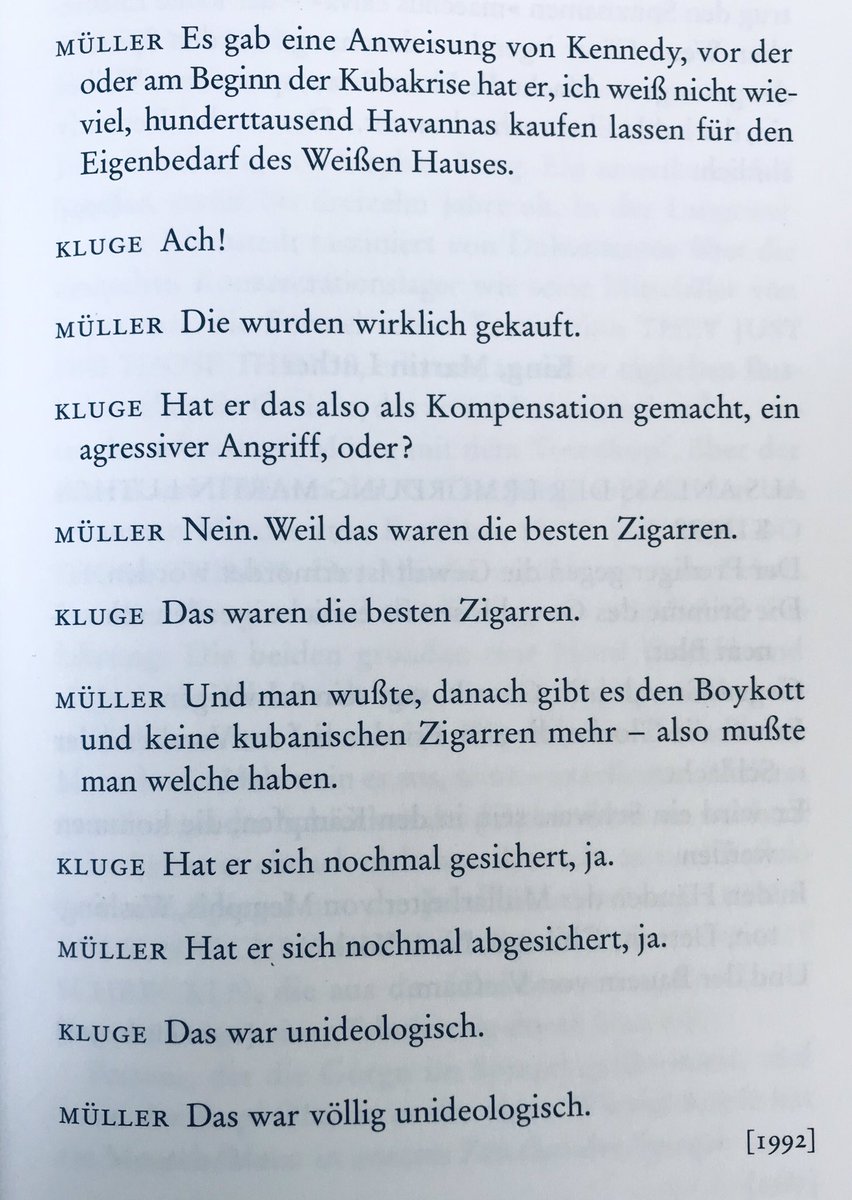 MÜLLER Es gab eine Anweisung von Kennedy, vor der
oder am Beginn der Kubakrise hat er, ich weiß nicht wie-
viel, hunderttausend Havannas kaufen lassen für den
Eigenbedarf des Weißen Hauses.
KLUGE Ach!
MÜLLER Die wurden wirklich gekauft.
KLUGE Hat er das also als Kompensation gemacht, ein
agressiver Angriff, oder?
MÜLLER Nein. Weil das waren die besten Zigarren.
KLUGE Das waren die besten Zigarren.
MÜLLER Und man wußte, danach gibt es den Boykott
und keine kubanischen Zigarren mehr – also mußte
man welche haben.
KLUGE Hat er sich nochmal gesichert, ja.
MÜLLER Hat er sich nochmal abgesichert, ja.
KLUGE Das war unideologisch.
MÜLLER Das war völlig unideologisch.
[1992]